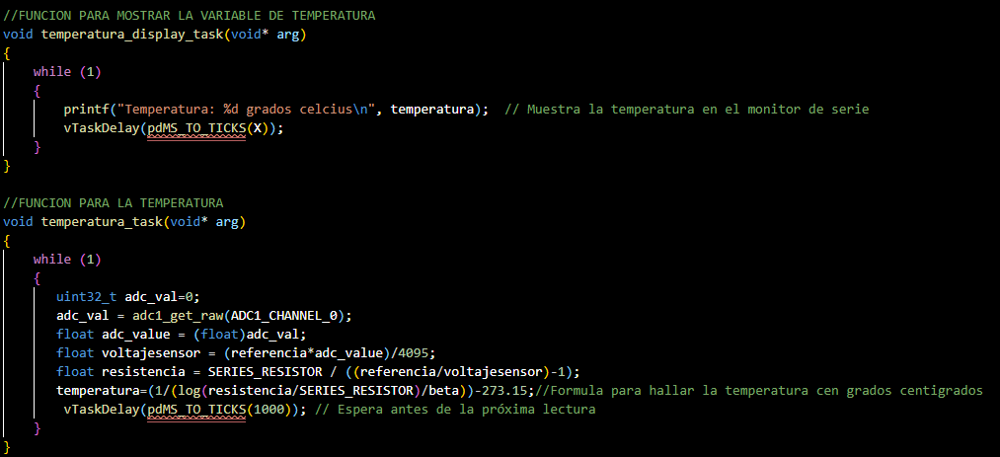 //FUNCION PARA MOSTRAR LA VARIABLE DE TEMPERATURA
void temperatura_display_task(void* arg)
{
    while (1)
    {
        printf("Temperatura: %d grados celcius\n", temperatura);  // Muestra la temperatura en el monitor de serie
        vTaskDelay(pdMS_TO_TICKS(X));
    }
}

//FUNCION PARA LA TEMPERATURA
void temperatura_task(void* arg)
{
    while (1)
    {
       uint32_t adc_val=0;
       adc_val = adc1_get_raw(ADC1_CHANNEL_0);
       float adc_value = (float)adc_val;
       float voltajesensor = (referencia*adc_value)/4095;
       float resistencia = SERIES_RESISTOR / ((referencia/voltajesensor)-1);
       temperatura=(1/(log(resistencia/SERIES_RESISTOR)/beta))-273.15;//Formula para hallar la temperatura cen grados centigrados
        vTaskDelay(pdMS_TO_TICKS(1000)); // Espera antes de la próxima lectura
    }
}